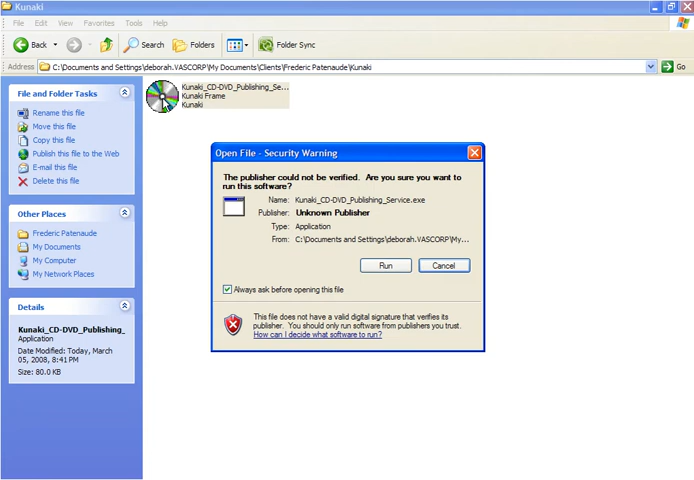 Kunaki
File Edit View Favorites Tools Help
Back Search Folders Folder Sync
Address C:\Documents and Settings\deborah.VASCORP\My Documents\Clients\Frederic Patenaude\Kunaki Go
File and Folder Tasks
Rename this file
Move this file
Copy this file
Publish this file to the Web
E-mail this file
Delete this file
Other Places
Frederic Patenaude
My Documents
My Computer
My Network Places
Details
Kunaki_CD-DVD_Publishing_
Application
Date Modified: Today, March
05, 2008, 8:41 PM
Size: 80.0 KB
Kunaki_CD-DVD_Publishing_Se...
Kunaki Frame
Kunaki
Open File - Security Warning
The publisher could not be verified. Are you sure you want to
run this software?
Name: Kunaki_CD-DVD_Publishing_Service.exe
Publisher: Unknown Publisher
Type: Application
From: C:\Documents and Settings\deborah.VASCORP\My...
Run Cancel
Always ask before opening this file
This file does not have a valid digital signature that verifies its
publisher. You should only run software from publishers you trust.
How can I decide what software to run?